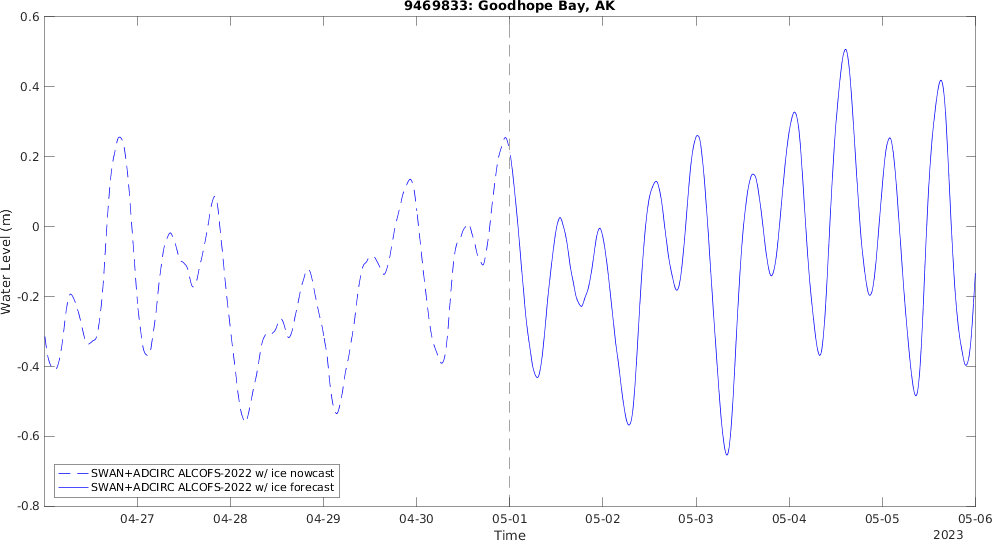 9469833: Goodhope Bay, AK
Water Level (m)
0.6
0.4
0.2
0
-0.2
-0.4
-0.6
-0.8
SWAN+ADCIRC ALCOFS-2022 w/ ice nowcast
SWAN+ADCIRC ALCOFS-2022 w/ ice forecast
04-27 04-28 04-29 04-30 05-01 05-02 05-03 05-04 05-05 05-06
Time
2023